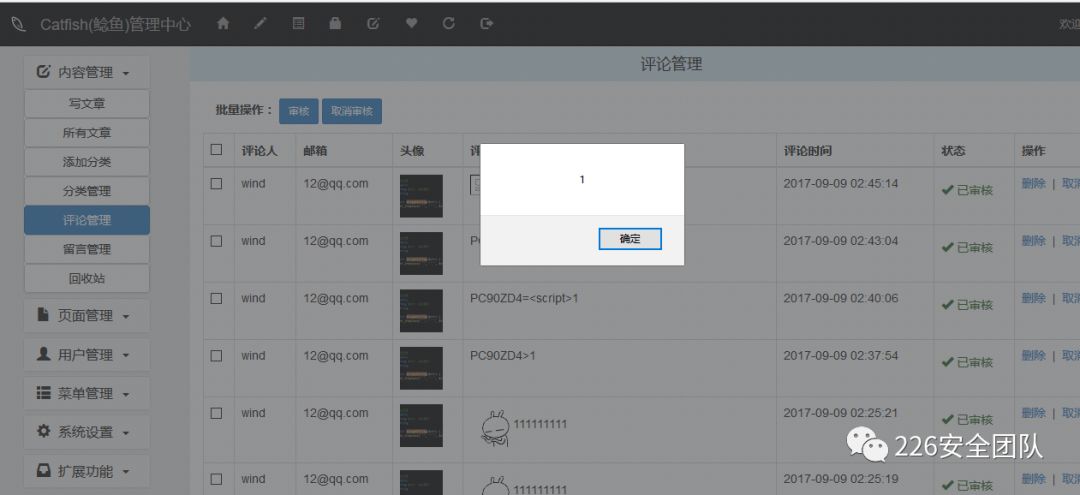 Catfish(鲶鱼)管理中心
欢迎
内容管理
写文章
所有文章
添加分类
分类管理
评论管理
留言管理
回收站
页面管理
用户管理
菜单管理
系统设置
扩展功能
评论管理
批量操作： 审核 取消审核
评论人 邮箱 头像 评论时间 状态 操作
wind 12@qq.com 2017-09-09 02:45:14 已审核 删除 | 取消
wind 12@qq.com 2017-09-09 02:43:04 已审核 删除 | 取消
wind 12@qq.com PC90ZD4=<script>1 2017-09-09 02:40:06 已审核 删除 | 取消
wind 12@qq.com PC90ZD4>1 2017-09-09 02:37:54 已审核 删除 | 取消
wind 12@qq.com 111111111 2017-09-09 02:25:21 已审核 删除 | 取消
wind 12@qq.com 111111111 2017-09-09 02:25:19 已审核 删除 | 取消
1
确定
226安全团队